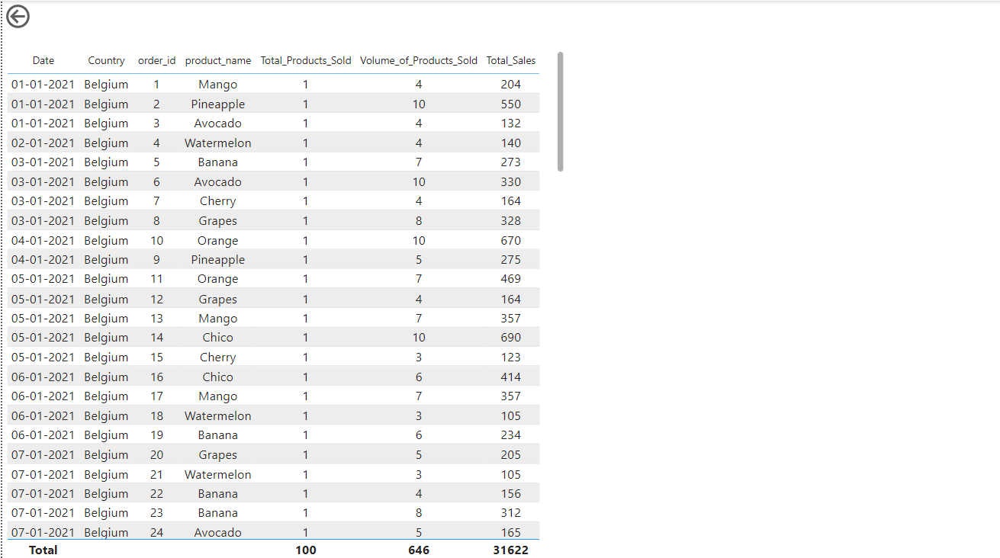 Date Country order_id product_name Total_Products_Sold Volume_of_Products_Sold Total_Sales
01-01-2021 Belgium 1 Mango 1 4 204
01-01-2021 Belgium 2 Pineapple 1 10 550
01-01-2021 Belgium 3 Avocado 1 4 132
02-01-2021 Belgium 4 Watermelon 1 4 140
03-01-2021 Belgium 5 Banana 1 7 273
03-01-2021 Belgium 6 Avocado 1 10 330
03-01-2021 Belgium 7 Cherry 1 4 164
03-01-2021 Belgium 8 Grapes 1 8 328
04-01-2021 Belgium 10 Orange 1 10 670
04-01-2021 Belgium 9 Pineapple 1 5 275
05-01-2021 Belgium 11 Orange 1 7 469
05-01-2021 Belgium 12 Grapes 1 4 164
05-01-2021 Belgium 13 Mango 1 7 357
05-01-2021 Belgium 14 Chico 1 10 690
05-01-2021 Belgium 15 Cherry 1 3 123
06-01-2021 Belgium 16 Chico 1 6 414
06-01-2021 Belgium 17 Mango 1 7 357
06-01-2021 Belgium 18 Watermelon 1 3 105
06-01-2021 Belgium 19 Banana 1 6 234
07-01-2021 Belgium 20 Grapes 1 5 205
07-01-2021 Belgium 21 Watermelon 1 3 105
07-01-2021 Belgium 22 Banana 1 4 156
07-01-2021 Belgium 23 Banana 1 8 312
07-01-2021 Belgium 24 Avocado 1 5 165
Total 100 646 31622